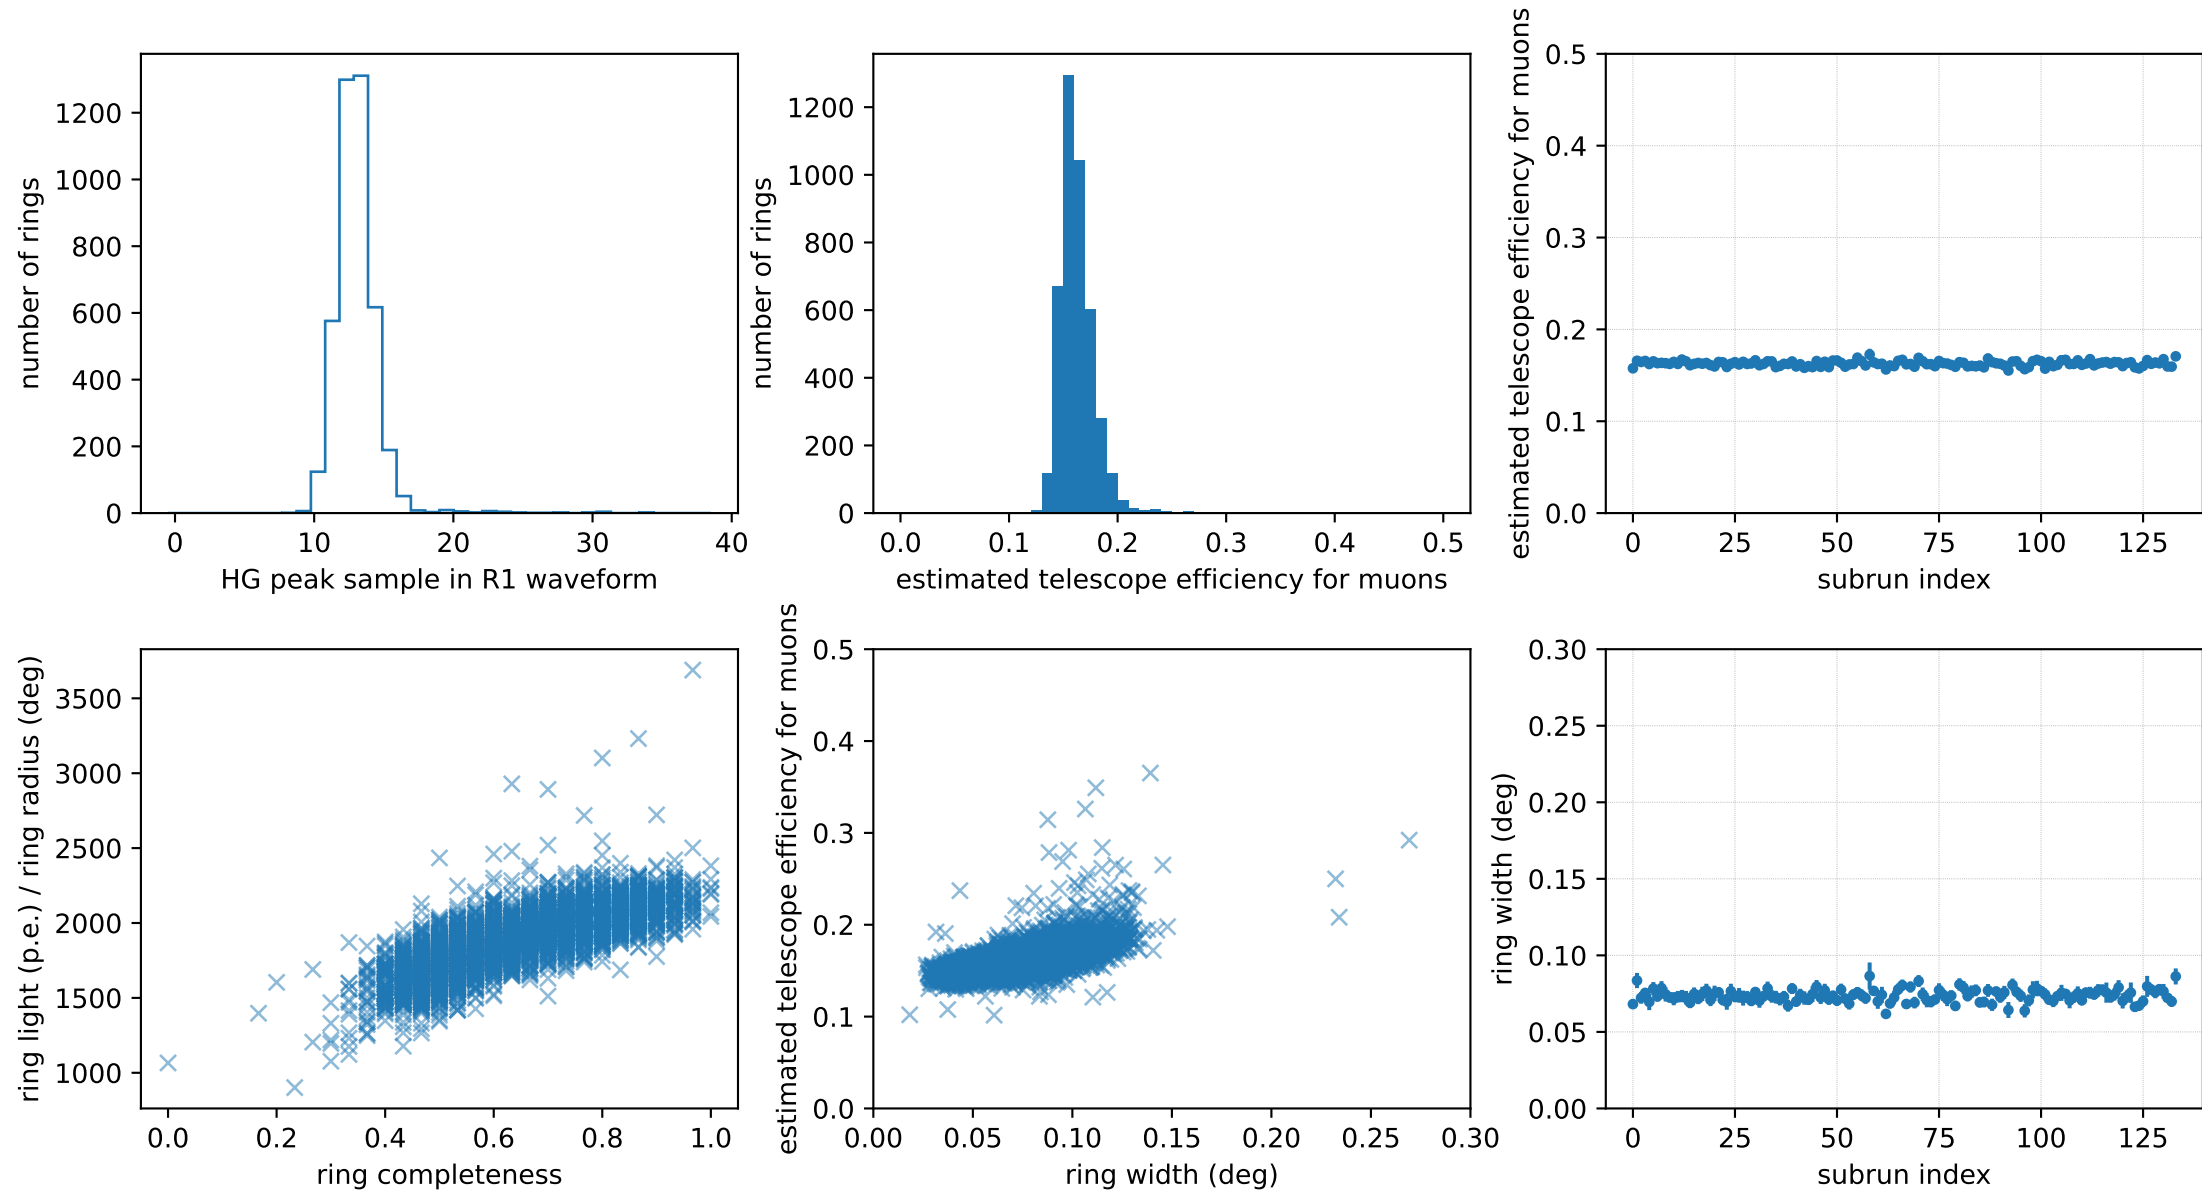 number of rings
1200
1000
800
600
400
200
0
0 10 20 30 40
HG peak sample in R1 waveform
number of rings
1200
1000
800
600
400
200
0
0.0 0.1 0.2 0.3 0.4 0.5
estimated telescope efficiency for muons
estimated telescope efficiency for muons
0.5
0.4
0.3
0.2
0.1
0.0
0 25 50 75 100 125
subrun index
ring light (p.e.) / ring radius (deg)
3500
3000
2500
2000
1500
1000
0.0 0.2 0.4 0.6 0.8 1.0
ring completeness
estimated telescope efficiency for muons
0.5
0.4
0.3
0.2
0.1
0.0
0.00 0.05 0.10 0.15 0.20 0.25 0.30
ring width (deg)
ring width (deg)
0.30
0.25
0.20
0.15
0.10
0.05
0.00
0 25 50 75 100 125
subrun index